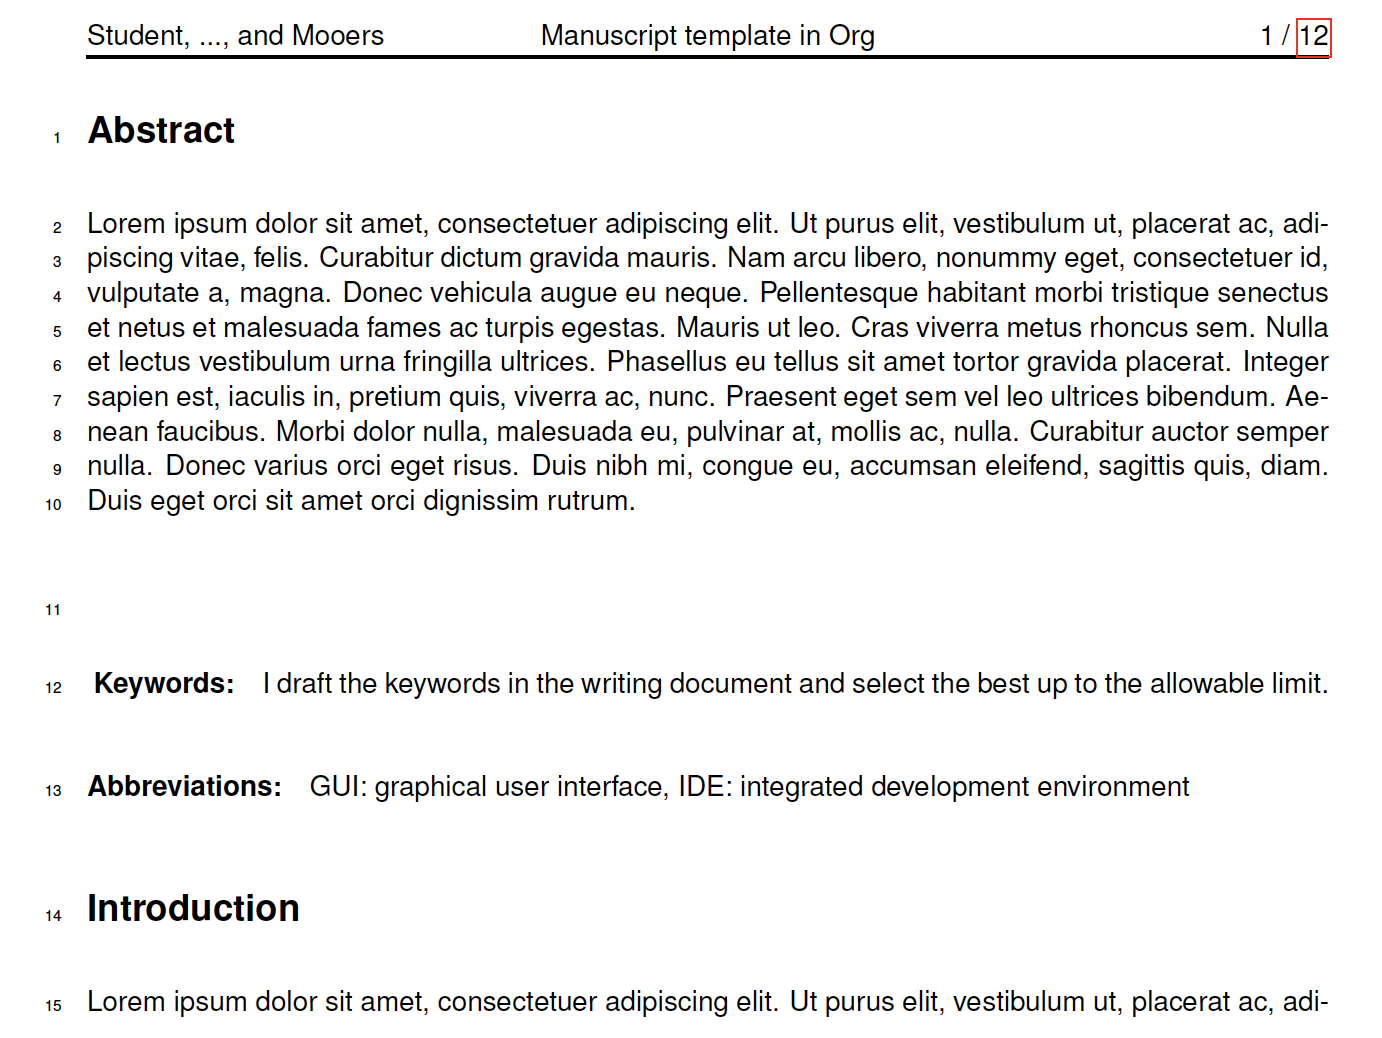 Student, ..., and Mooers Manuscript template in Org 1 / 12
1 Abstract
2 Lorem ipsum dolor sit amet, consectetuer adipiscing elit. Ut purus elit, vestibulum ut, placerat ac, adi-
3 piscing vitae, felis. Curabitur dictum gravida mauris. Nam arcu libero, nonummy eget, consectetuer id,
4 vulputate a, magna. Donec vehicula augue eu neque. Pellentesque habitant morbi tristique senectus
5 et netus et malesuada fames ac turpis egestas. Mauris ut leo. Cras viverra metus rhoncus sem. Nulla
6 et lectus vestibulum urna fringilla ultrices. Phasellus eu tellus sit amet tortor gravida placerat. Integer
7 sapien est, iaculis in, pretium quis, viverra ac, nunc. Praesent eget sem vel leo ultrices bibendum. Ae-
8 nean faucibus. Morbi dolor nulla, malesuada eu, pulvinar at, mollis ac, nulla. Curabitur auctor semper
9 nulla. Donec varius orci eget risus. Duis nibh mi, congue eu, accumsan eleifend, sagittis quis, diam.
10 Duis eget orci sit amet orci dignissim rutrum.
11
12 Keywords: I draft the keywords in the writing document and select the best up to the allowable limit.
13 Abbreviations: GUI: graphical user interface, IDE: integrated development environment
14 Introduction
15 Lorem ipsum dolor sit amet, consectetuer adipiscing elit. Ut purus elit, vestibulum ut, placerat ac, adi-